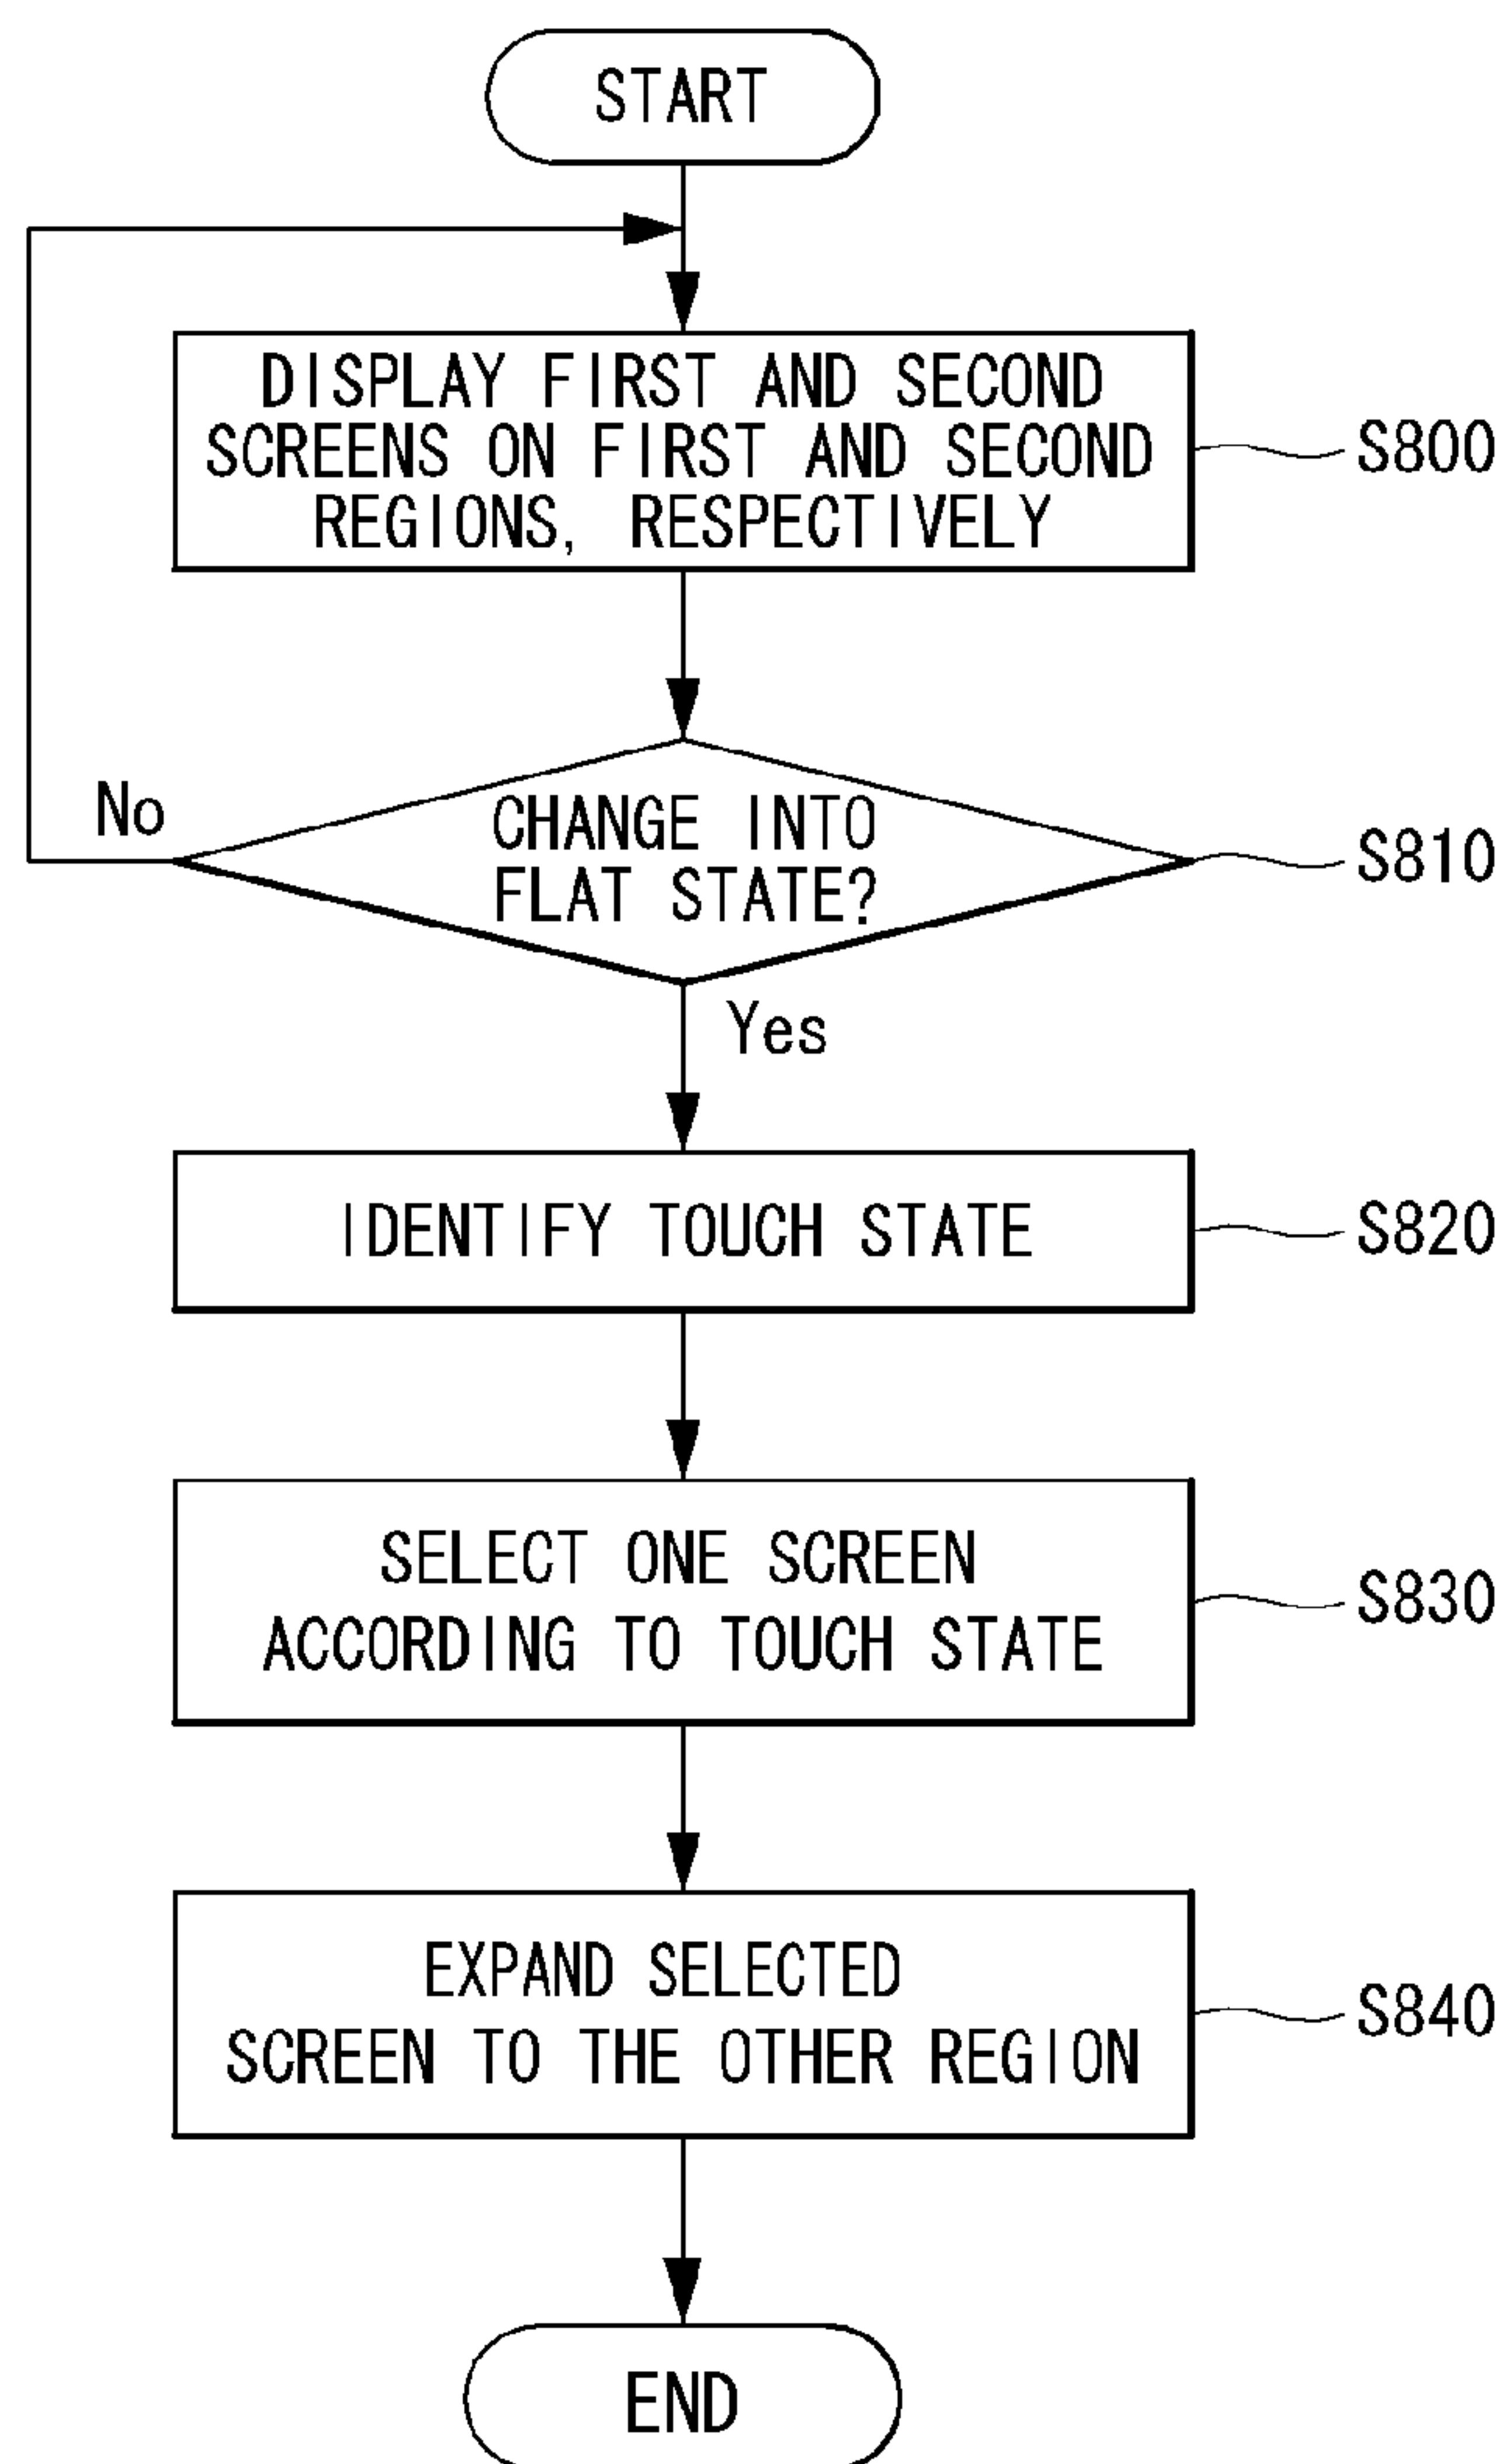 START
DISPLAY FIRST AND SECOND
SCREENS ON FIRST AND SECOND
REGIONS, RESPECTIVELY
S800
No
CHANGE INTO
FLAT STATE?
S810
Yes
IDENTIFY TOUCH STATE
S820
SELECT ONE SCREEN
ACCORDING TO TOUCH STATE
S830
EXPAND SELECTED
SCREEN TO THE OTHER REGION
S840
END